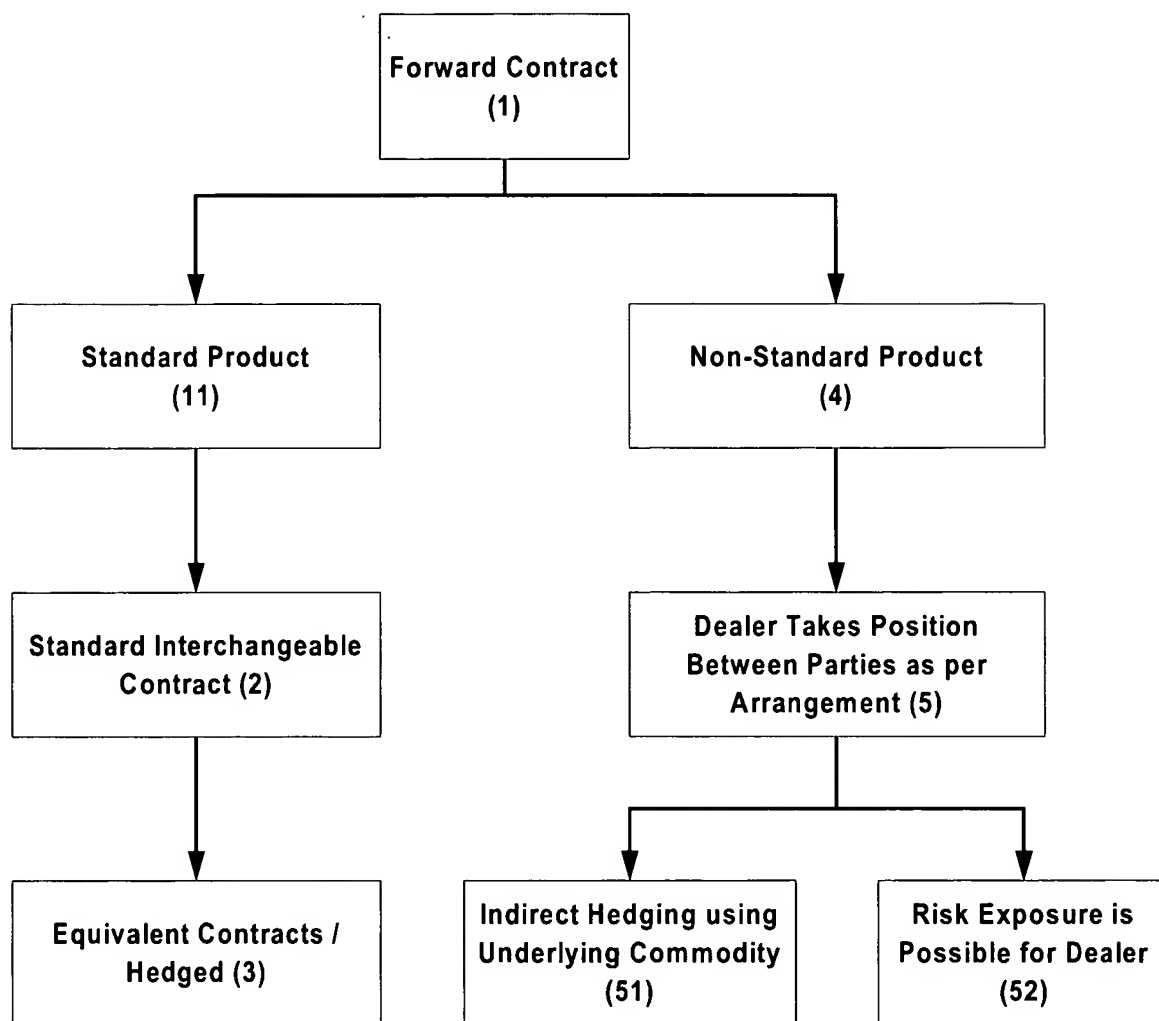 Forward Contract
(1)
Standard Product
(11)
Non-Standard Product
(4)
Standard Interchangeable
Contract (2)
Dealer Takes Position
Between Parties as per
Arrangement (5)
Equivalent Contracts /
Hedged (3)
Indirect Hedging using
Underlying Commodity
(51)
Risk Exposure is
Possible for Dealer
(52)